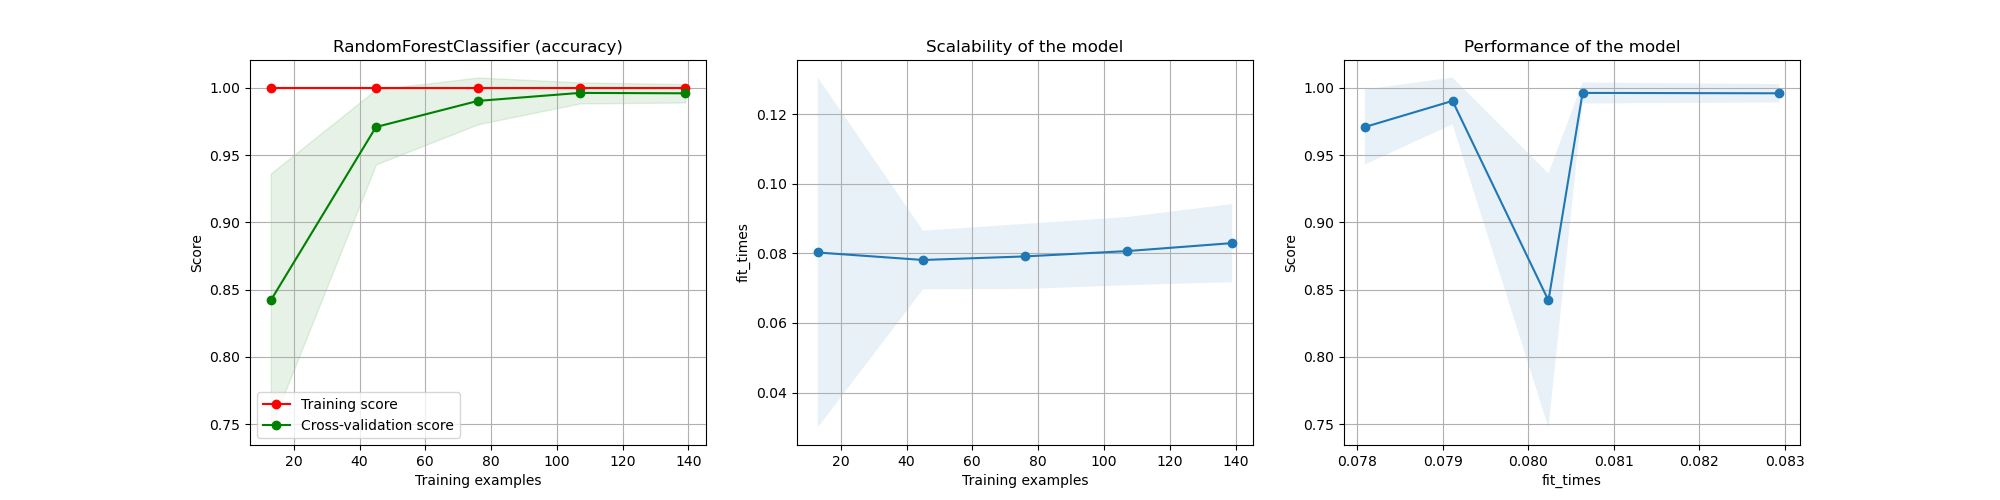 RandomForestClassifier (accuracy)
Score
1.00
0.95
0.90
0.85
0.80
0.75
Training score
Cross-validation score
20 40 60 80 100 120 140
Training examples
Scalability of the model
fit_times
0.12
0.10
0.08
0.06
0.04
20 40 60 80 100 120 140
Training examples
Performance of the model
Score
1.00
0.95
0.90
0.85
0.80
0.75
0.078 0.079 0.080 0.081 0.082 0.083
fit_times